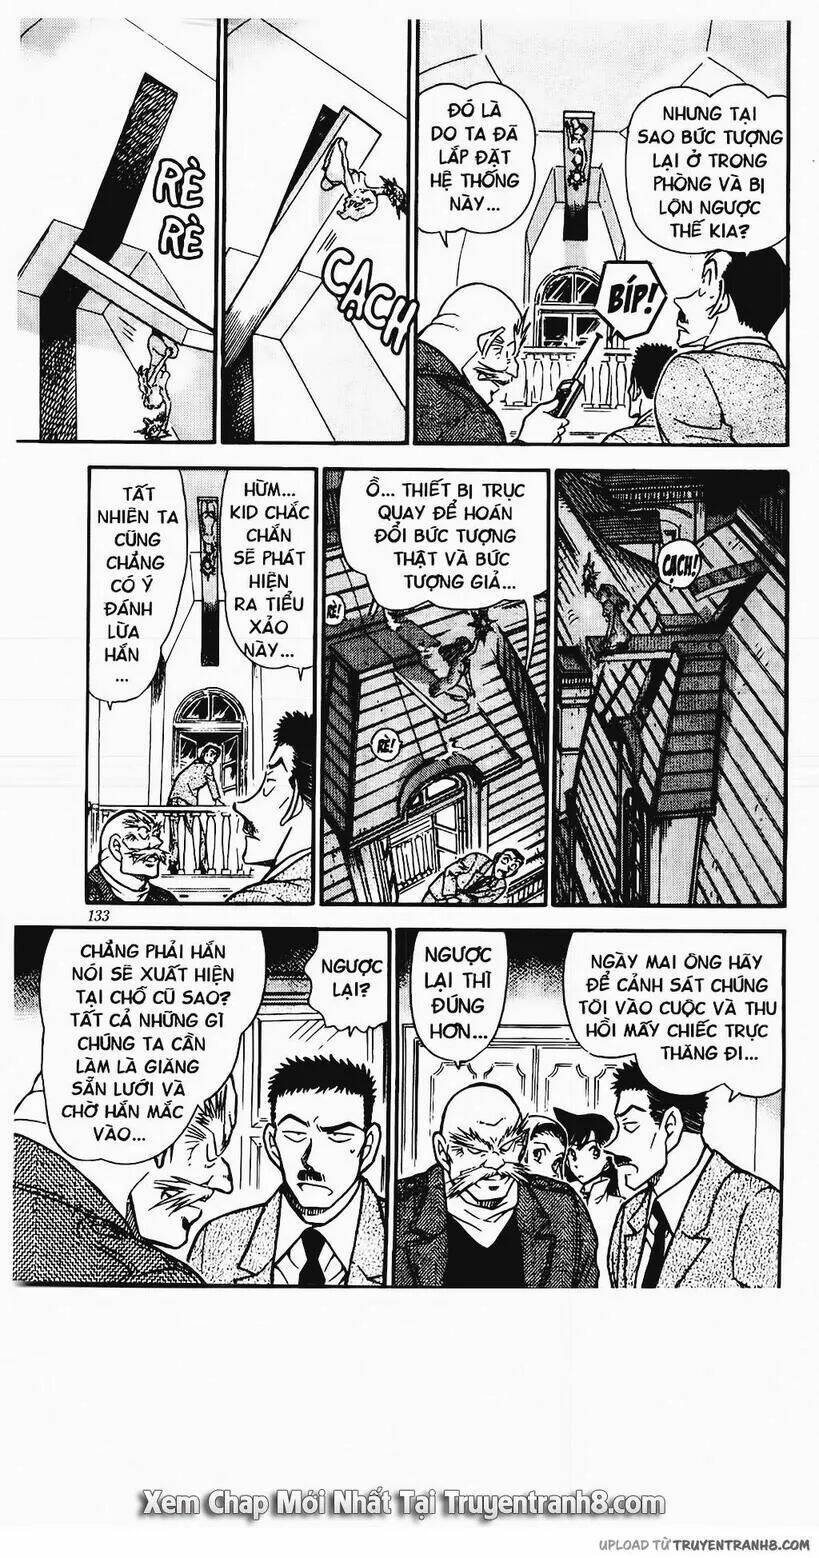 NHƯNG TẠI
SAO BỨC TƯỢNG
LẠI Ở TRONG
PHÒNG VÀ BỊ
LỘN NGƯỢC
THẾ KIA?
ĐÓ LÀ
DO TA ĐÃ
LẮP ĐẶT
HỆ THỐNG
NÀY...
BÍP!
CẠCH
RÈ
RÈ
CẠCH!
Ồ... THIẾT BỊ TRỤC
QUAY ĐỂ HOÁN
ĐỔI BỨC TƯỢNG
THẬT VÀ BỨC
TƯỢNG GIẢ...
RÈ!
RÈ!
HỪM...
KID CHẮC
CHẮN
SẼ PHÁT
HIỆN
RA TIỂU
XẢO
NÀY...
TẤT
NHIÊN TA
CŨNG
CHẲNG
CÓ Ý
ĐÁNH
LỪA
HẮN
...
133
NGÀY MAI ÔNG HÃY
ĐỂ CẢNH SÁT CHÚNG
TÔI VÀO CUỘC VÀ THU
HỒI MẤY CHIẾC TRỰC
THĂNG ĐI...
NGƯỢC
LẠI THÌ
ĐÚNG
HƠN...
NGƯỢC
LẠI?
CHẲNG PHẢI HẮN
NÓI SẼ XUẤT HIỆN
TẠI CHỖ CŨ SAO?
TẤT CẢ NHỮNG GÌ
CHÚNG TA CẦN
LÀM LÀ GIĂNG
SẴN LƯỚI VÀ
CHỜ HẮN MẮC
VÀO...
Xem Chap Mới Nhất Tại Truyentranh8.com
UPLOAD TỪ TRUYENTRANH8.COM